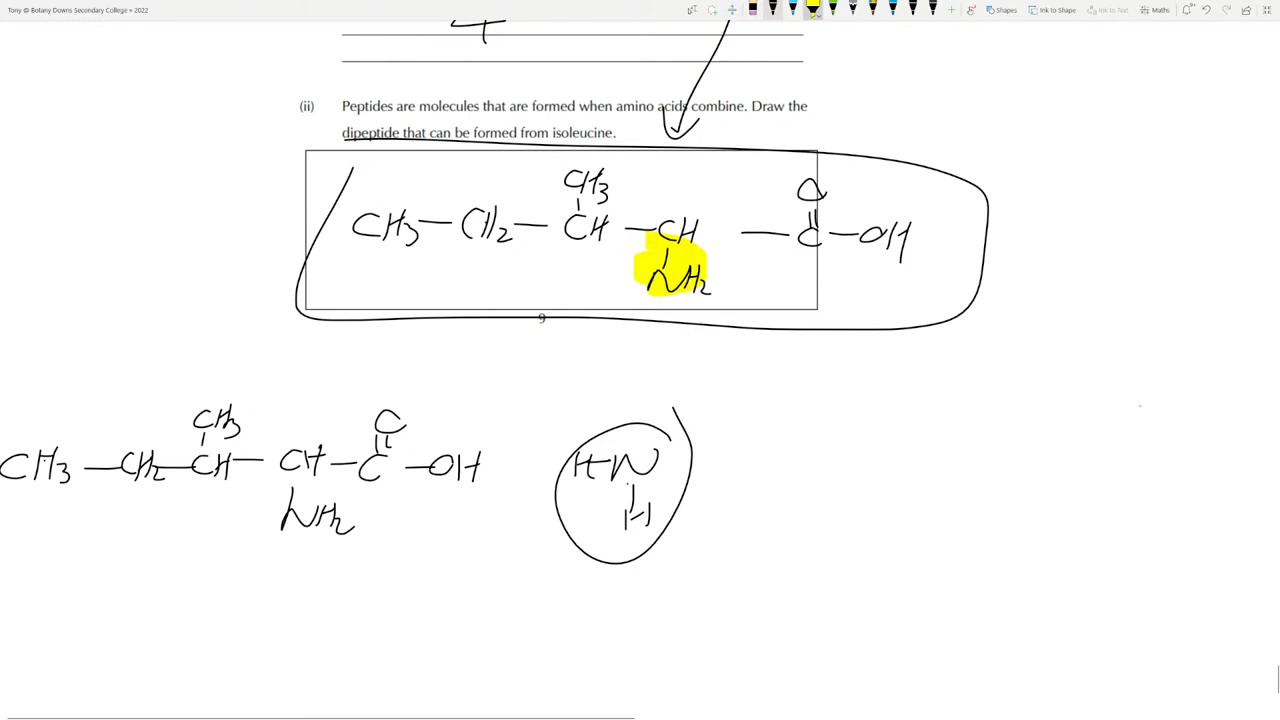 Tony @ Botany Downs Secondary College » 2022
Shapes
Ink to Shape
Ink to Text
Maths
9+
(ii) Peptides are molecules that are formed when amino acids combine. Draw the
dipeptide that can be formed from isoleucine.
CH3
O
CH3 — CH2 — CH — CH — C — OH
NH2
9
CH3
O
CH3 — CH2 — CH — CH — C — OH
H-N
NH2
H